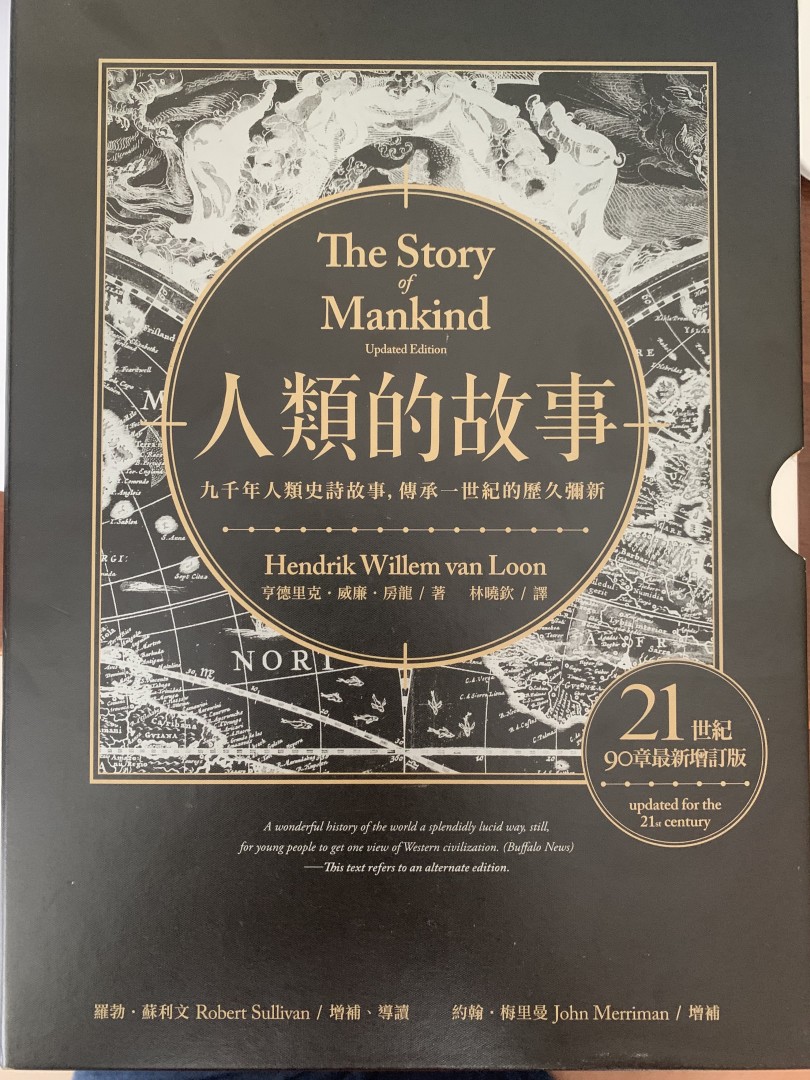 The Story
of
Mankind
Updated Edition
人類的故事
九千年人類史詩故事，傳承一世紀的歷久彌新
Hendrik Willem van Loon
亨德里克・威廉・房龍 / 著 林曉欽 / 譯
NORT
21世紀
90章最新增訂版
updated for the
21st century
A wonderful history of the world a splendidly lucid way, still,
for young people to get one view of Western civilization. (Buffalo News)
——This text refers to an alternate edition.
羅勃・蘇利文 Robert Sullivan / 增補、導讀 約翰・梅里曼 John Merriman / 增補